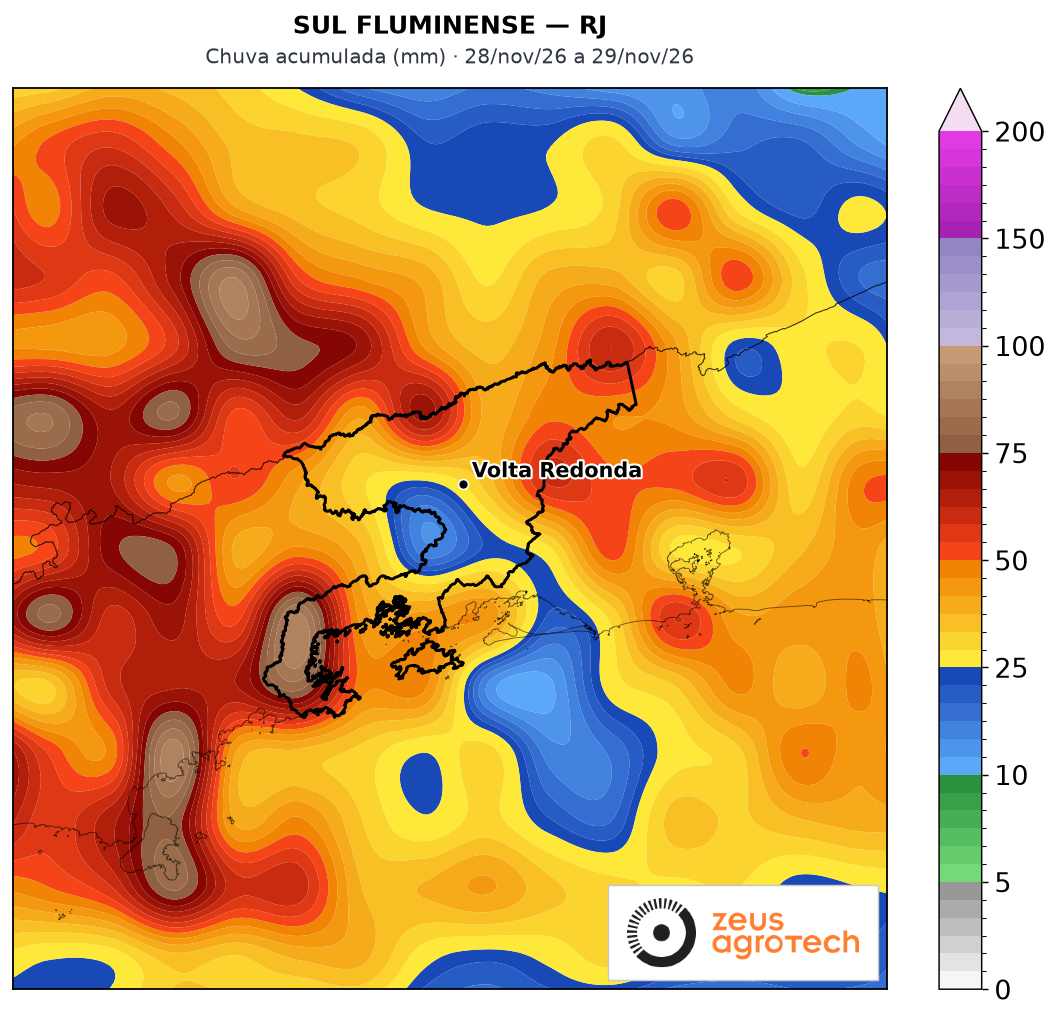 SUL FLUMINENSE — RJ
Chuva acumulada (mm) · 28/nov/26 a 29/nov/26
Volta Redonda
200
150
100
75
50
25
10
5
0
zeus
agrotech